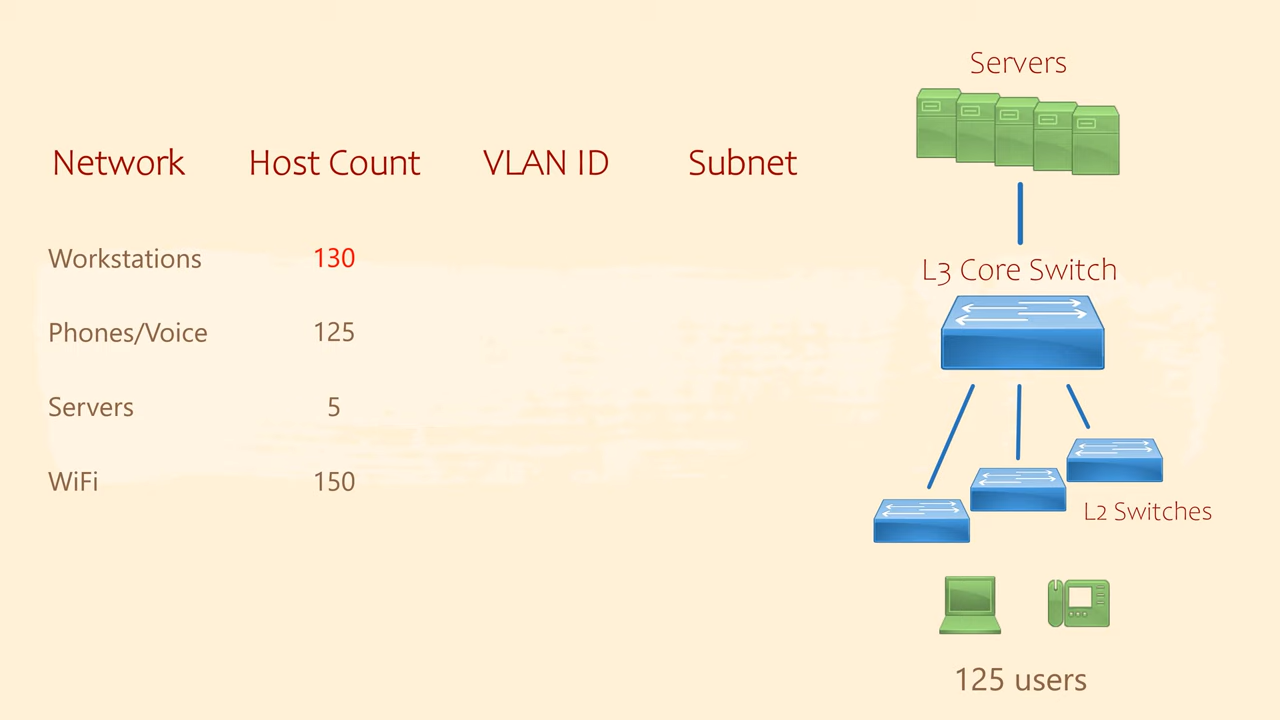 Servers
Network Host Count VLAN ID Subnet
Workstations 130
L3 Core Switch
Phones/Voice 125
Servers 5
WiFi 150
L2 Switches
125 users